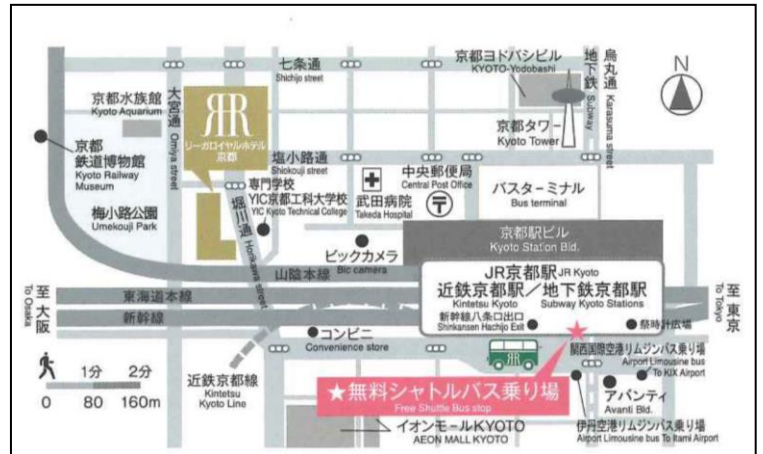 七条通
Shichijo street
京都ヨドバシビル
KYOTO-Yodobashi
地下鉄
Subway
烏丸通
Karasuma street
N
京都水族館
Kyoto Aquarium
大宮通
Omiya street
リーガロイヤルホテル
京都
京都タワー
Kyoto Tower
京都
鉄道博物館
Kyoto Railway
Museum
塩小路通
Shiokouji street
専門学校
YIC京都工科大学校
YIC Kyoto Technical College
武田病院
Takeda Hospital
中央郵便局
Central Post Office
バスターミナル
Bus terminal
梅小路公園
Umekouji Park
堀川通
Horikawa street
ビックカメラ
Bic camera
京都駅ビル
Kyoto Station Bld.
山陰本線
JR京都駅 JR Kyoto
近鉄京都駅/地下鉄京都駅
Kintetsu Kyoto
Subway Kyoto Stations
新幹線八条口出口
Shinkansen Hachijo Exit
祭時計広場
至大阪
To Osaka
東海道本線
新幹線
至東京
To Tokyo
コンビニ
Convenience store
関西国際空港リムジンバス乗り場
Airport Limousine bus
To KIX Airport
1分
2分
0
80
160m
近鉄京都線
Kintetsu
Kyoto Line
★無料シャトルバス乗り場
Free Shuttle Bus stop
アバンティ
Avanti Bld.
イオンモールKYOTO
AEON MALL KYOTO
伊丹空港リムジンバス乗り場
Airport Limousine bus To Itami Airport